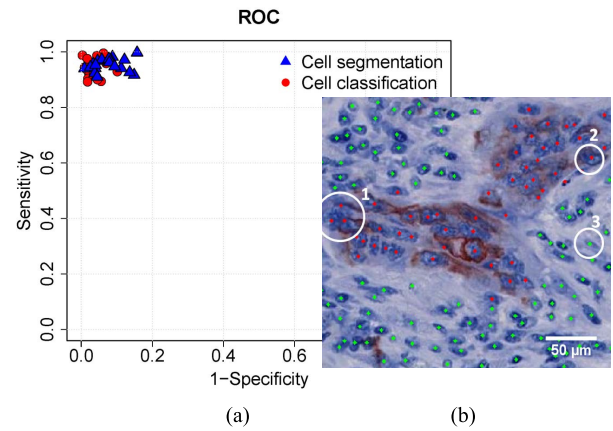 ROC
Cell segmentation
Cell classification
Sensitivity
1.0
0.8
0.6
0.4
0.2
0.0
0.0
0.2
0.4
0.6
1−Specificity
1
2
3
50 μm
(a)
(b)